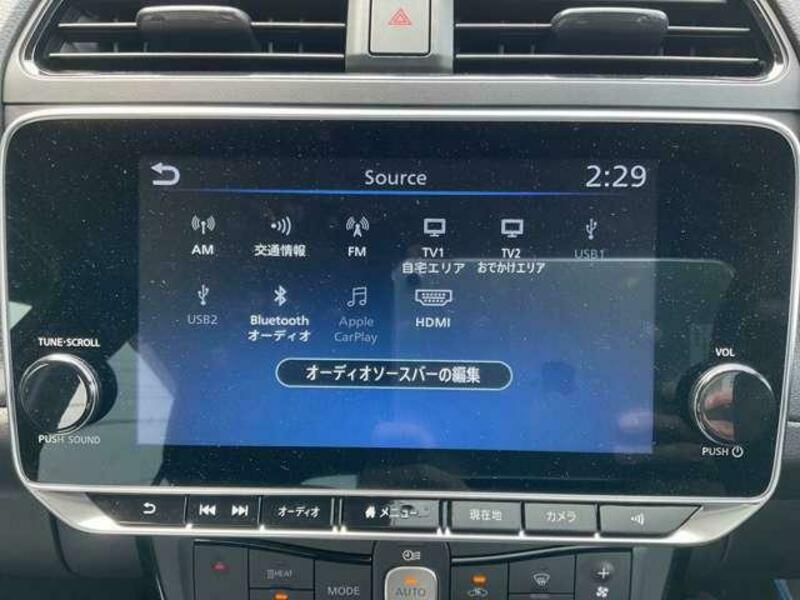 Source
2:29
AM
交通情報
FM
TV1
自宅エリア
TV2
おでかけエリア
USB1
USB2
Bluetooth
オーディオ
Apple
CarPlay
HDMI
オーディオソースバーの編集
TUNE·SCROLL
PUSH SOUND
VOL
PUSH
オーディオ
メニュー
現在地
カメラ
HEAT
MODE
AUTO